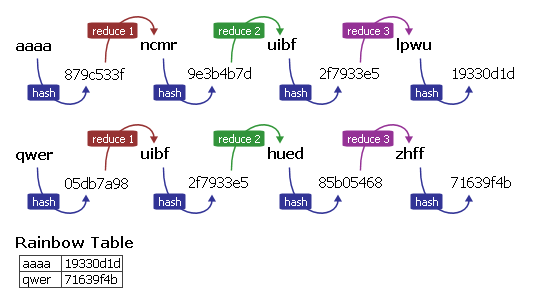 reduce 1 reduce 2 reduce 3
aaaa ncmr uibf lpwu
879c533f 9e3b4b7d 2f7933e5 19330d1d
hash hash hash hash
reduce 1 reduce 2 reduce 3
qwer uibf hued zhff
05db7a98 2f7933e5 85b05468 71639f4b
hash hash hash hash
Rainbow Table
aaaa 19330d1d
qwer 71639f4b